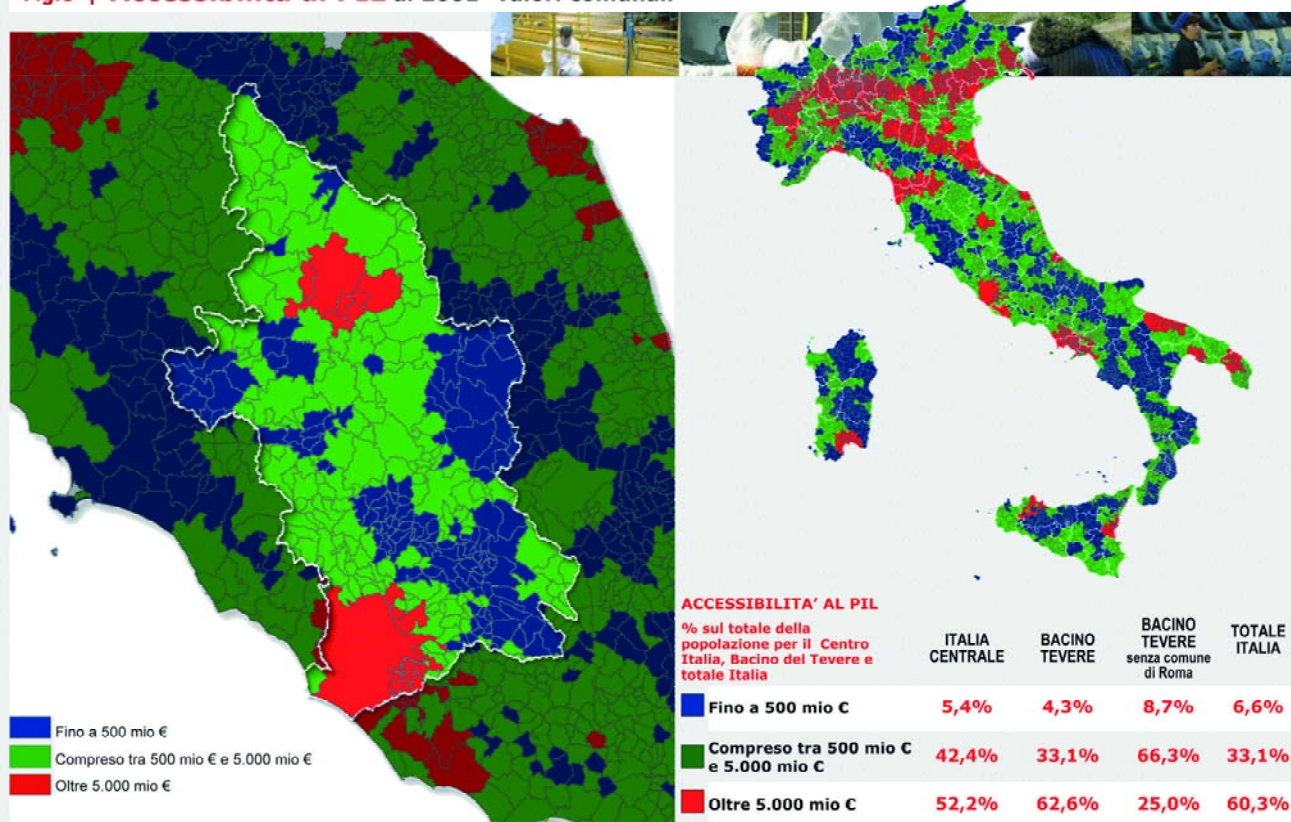 ACCESSIBILITA' AL PIL
% sul totale della
popolazione per il Centro
Italia, Bacino del Tevere e
totale Italia
ITALIA
CENTRALE
BACINO
TEVERE
BACINO
TEVERE
senza comune
di Roma
TOTALE
ITALIA
Fino a 500 mio € 5,4% 4,3% 8,7% 6,6%
Compreso tra 500 mio €
e 5.000 mio € 42,4% 33,1% 66,3% 33,1%
Oltre 5.000 mio € 52,2% 62,6% 25,0% 60,3%
Fino a 500 mio €
Compreso tra 500 mio € e 5.000 mio €
Oltre 5.000 mio €